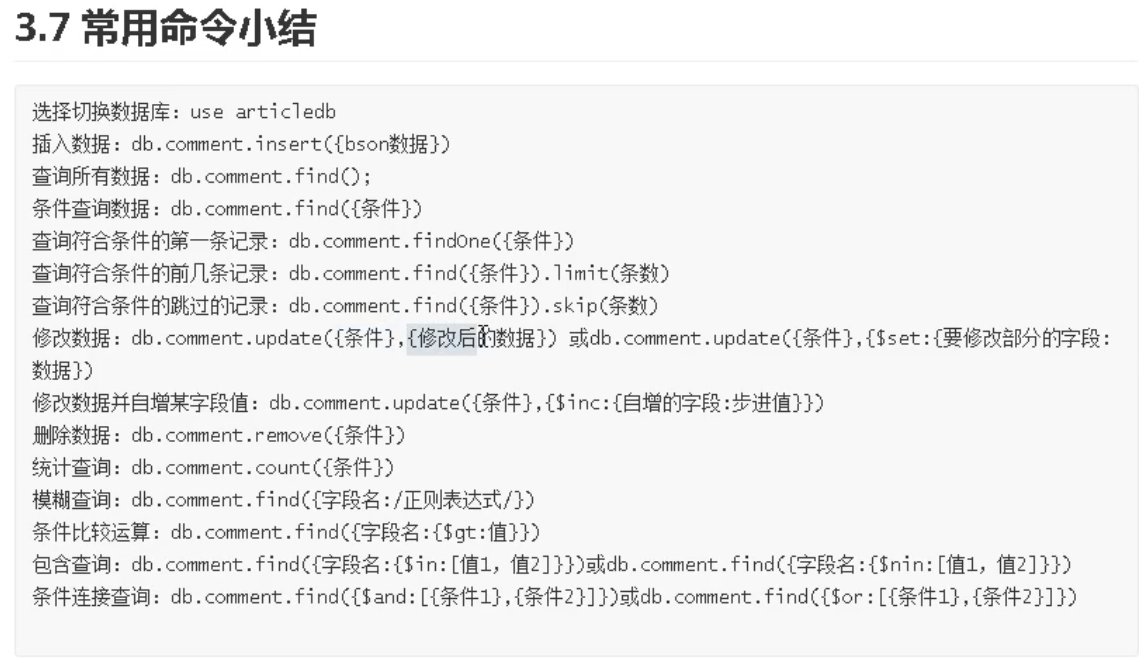 3.7 常用命令小结
选择切换数据库：use articledb
插入数据：db.comment.insert({bson数据})
查询所有数据：db.comment.find();
条件查询数据：db.comment.find({条件})
查询符合条件的第一条记录：db.comment.findOne({条件})
查询符合条件的前几条记录：db.comment.find({条件}).limit(条数)
查询符合条件的跳过的记录：db.comment.find({条件}).skip(条数)
修改数据：db.comment.update({条件},{修改后的数据}) 或db.comment.update({条件},{$set:{要修改部分的字段:
数据})
修改数据并自增某字段值：db.comment.update({条件},{$inc:{自增的字段:步进值}})
删除数据：db.comment.remove({条件})
统计查询：db.comment.count({条件})
模糊查询：db.comment.find({字段名:/正则表达式/})
条件比较运算：db.comment.find({字段名:{$gt:值}})
包含查询：db.comment.find({字段名:{$in:[值1，值2]}})或db.comment.find({字段名:{$nin:[值1，值2]}})
条件连接查询：db.comment.find({$and:[{条件1},{条件2}]})或db.comment.find({$or:[{条件1},{条件2}]})